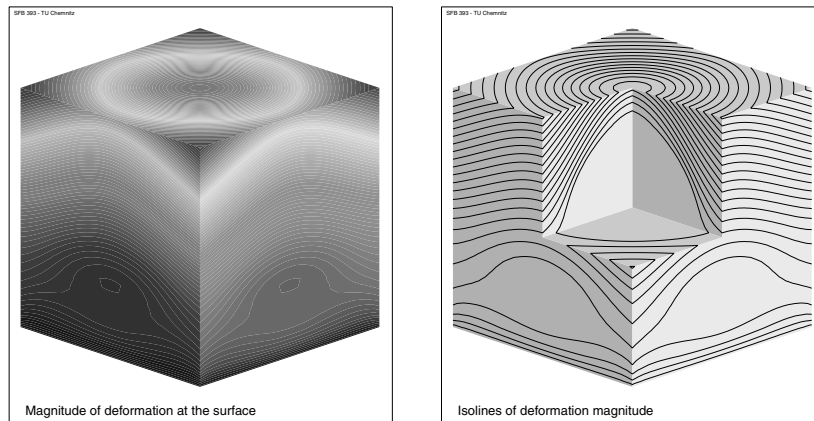 SFB 393 - TU Chemnitz
Magnitude of deformation at the surface
SFB 393 - TU Chemnitz
Isolines of deformation magnitude